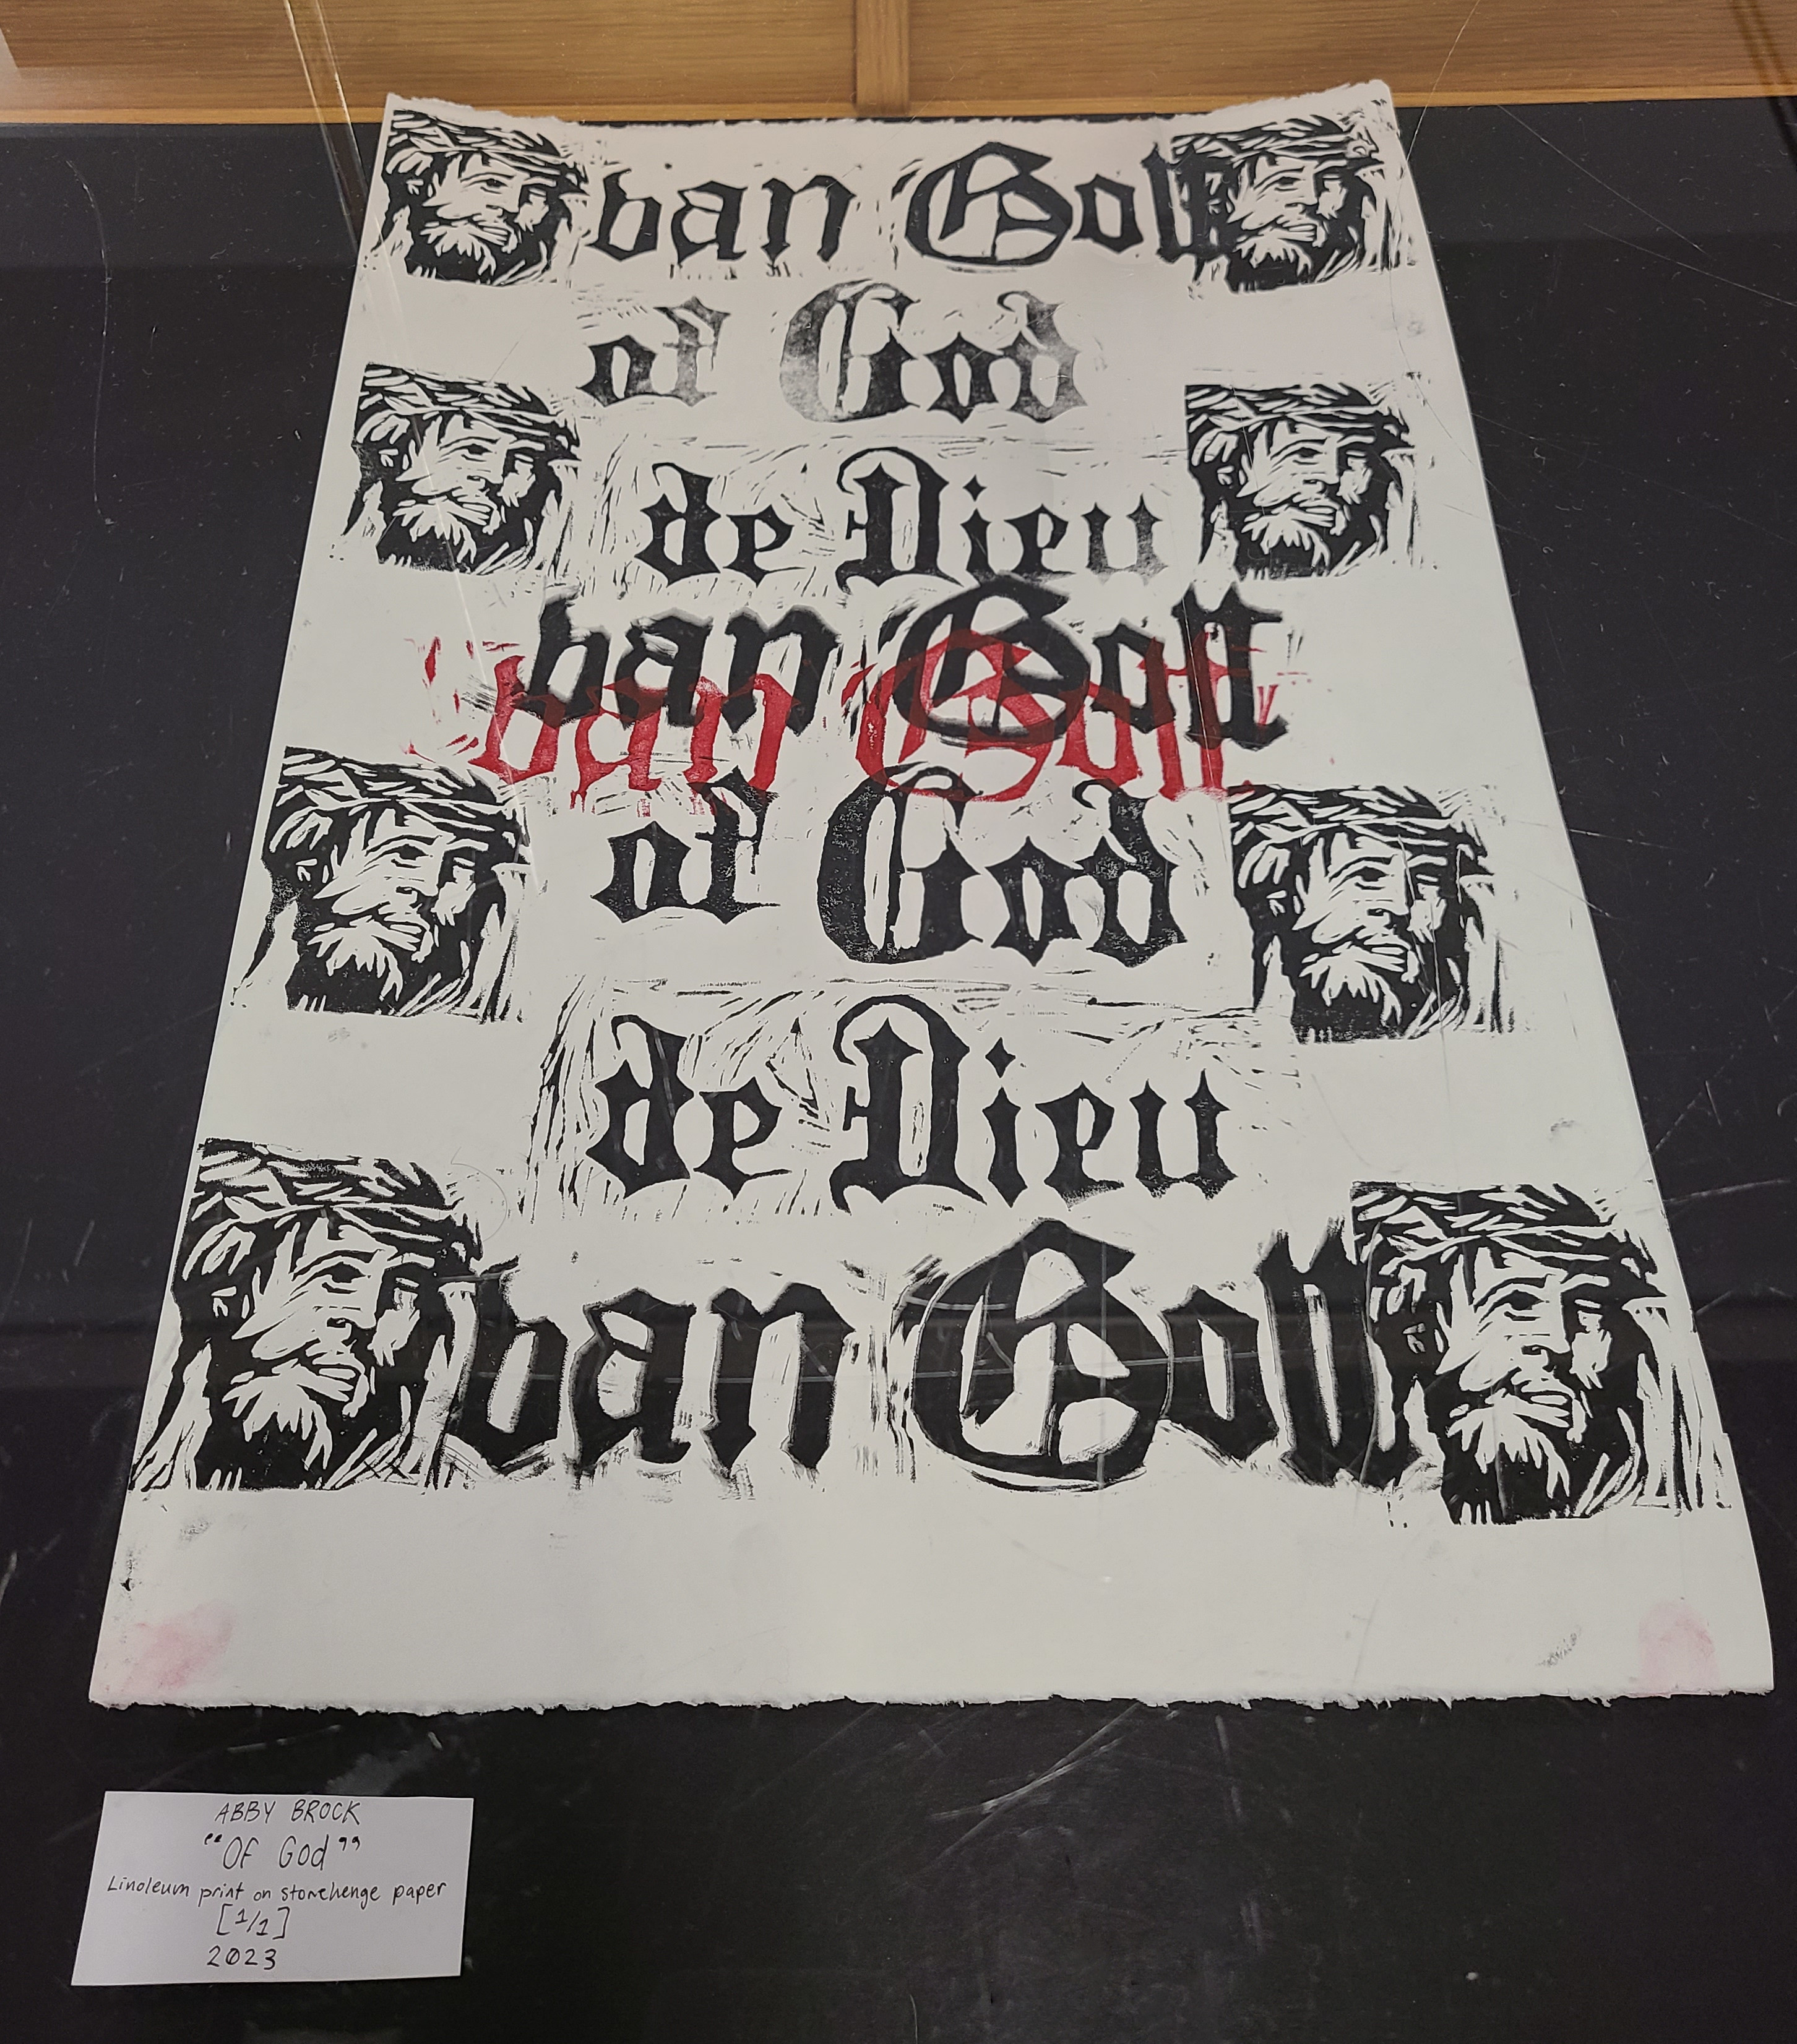 van Gott
of God
de Dieu
van Gott
van Gott
of God
de Dieu
van Gott
ABBY BROCK
"Of God"
Linoleum print on stonehenge paper
[1/1]
2023